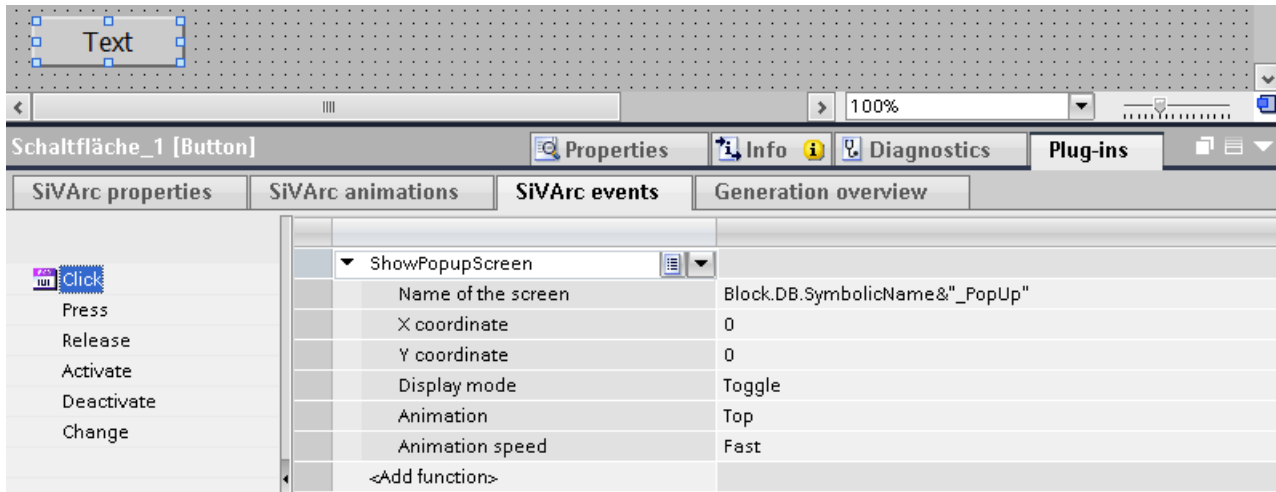 Text
100%
Schaltfläche_1 [Button]
Properties
Info
Diagnostics
Plug-ins
SiVArc properties
SiVArc animations
SiVArc events
Generation overview
Click
Press
Release
Activate
Deactivate
Change
ShowPopupScreen
Name of the screen Block.DB.SymbolicName&"_PopUp"
X coordinate 0
Y coordinate 0
Display mode Toggle
Animation Top
Animation speed Fast
<Add function>